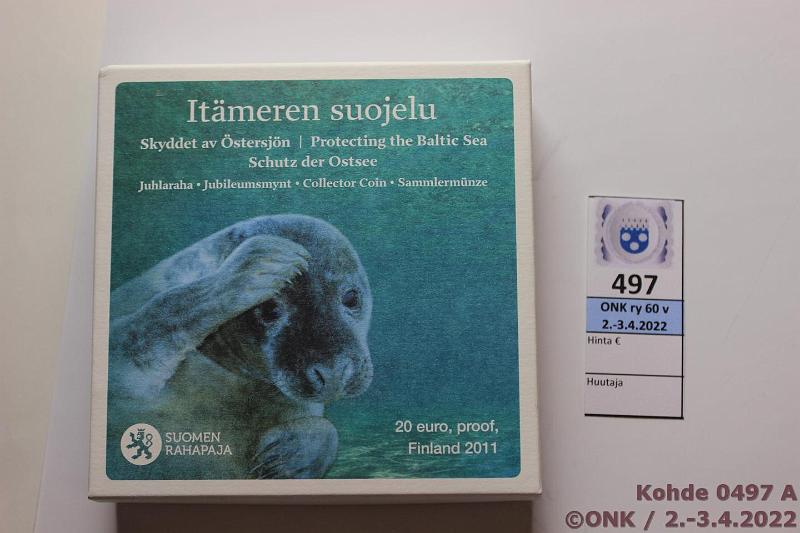 Itämeren suojelu
Skyddet av Östersjön | Protecting the Baltic Sea
Schutz der Ostsee
Juhlaraha • Jubileumsmynt • Collector Coin • Sammlermünze
SUOMEN
RAHAPAJA
20 euro, proof,
Finland 2011
497
ONK ry 60 v
2.-3.4.2022
Hinta €
Huutaja
Kohde 0497 A
©ONK / 2.-3.4.2022